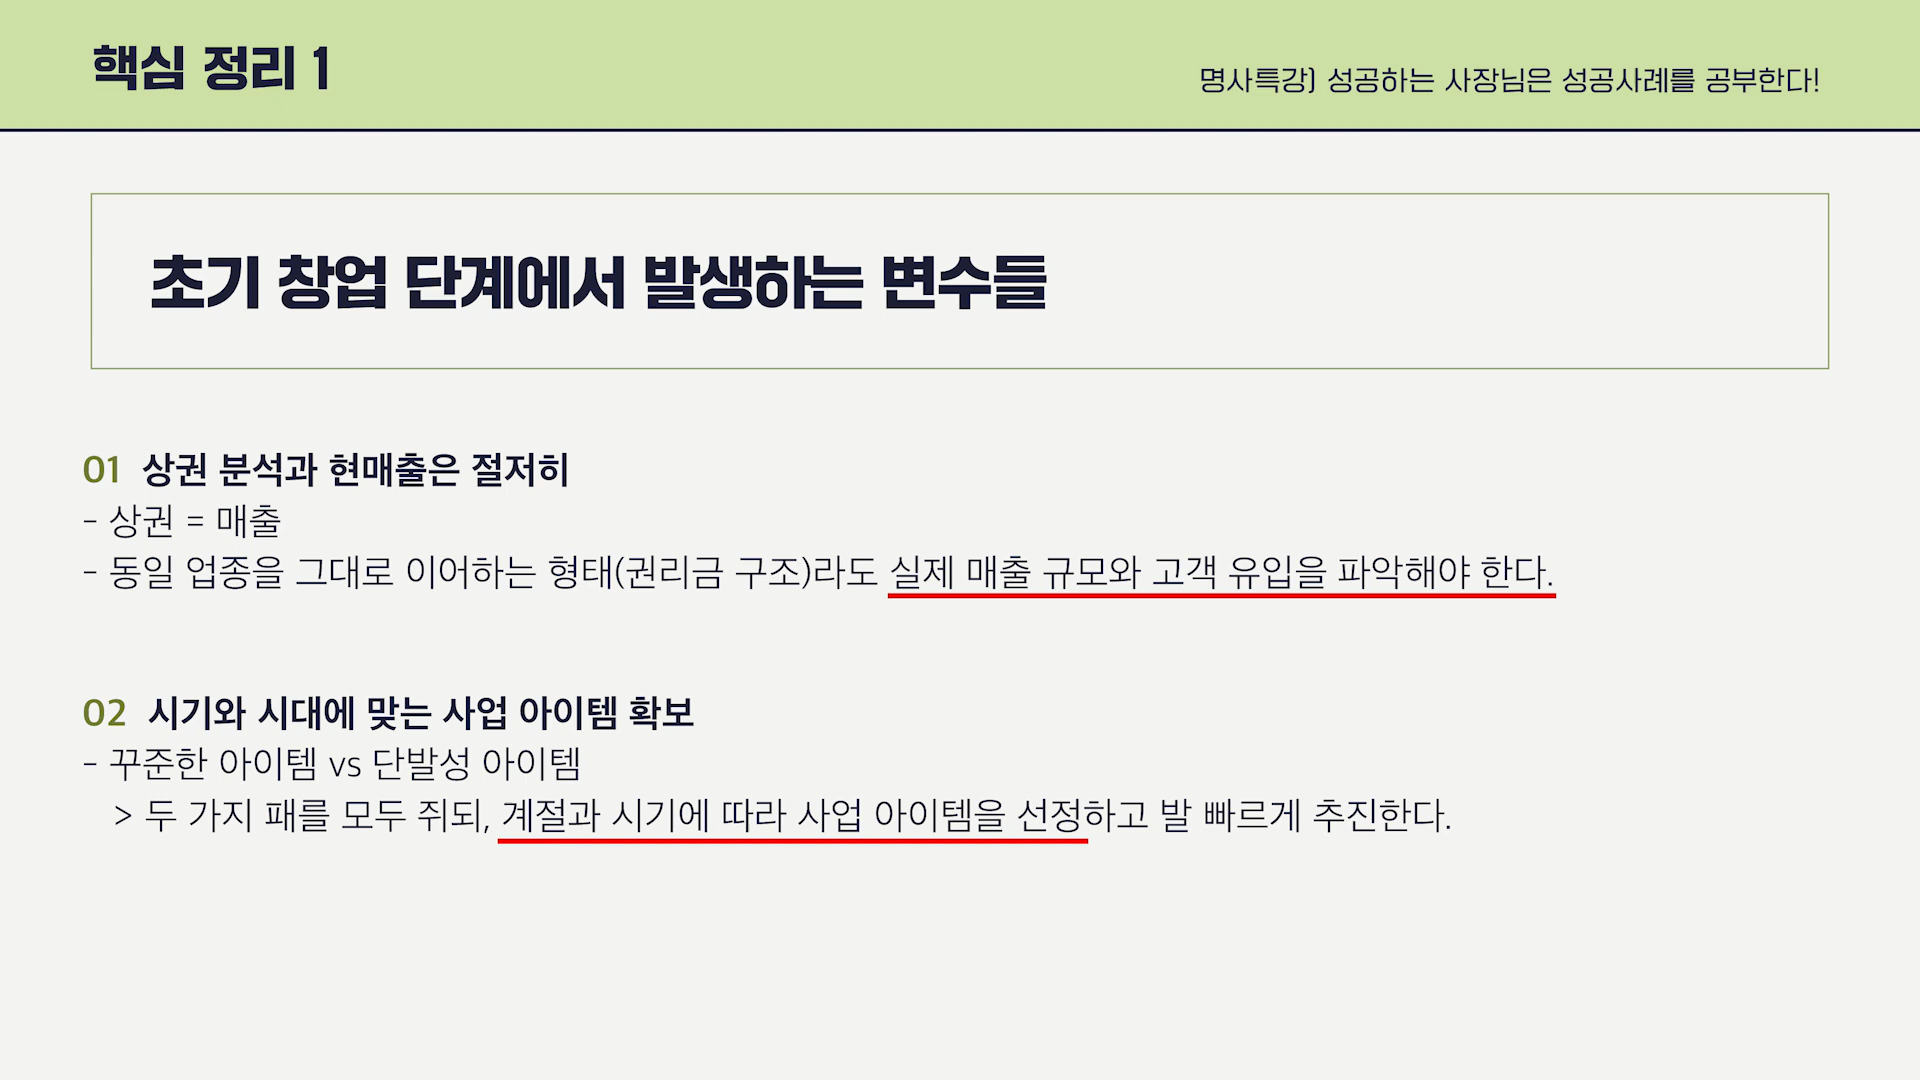 핵심 정리 1
명사특강) 성공하는 사장님은 성공사례를 공부한다!
초기 창업 단계에서 발생하는 변수들
01 상권 분석과 현매출은 절저히
- 상권 = 매출
- 동일 업종을 그대로 이어하는 형태(권리금 구조)라도 실제 매출 규모와 고객 유입을 파악해야 한다.
02 시기와 시대에 맞는 사업 아이템 확보
- 꾸준한 아이템 vs 단발성 아이템
> 두 가지 패를 모두 쥐되, 계절과 시기에 따라 사업 아이템을 선정하고 발 빠르게 추진한다.